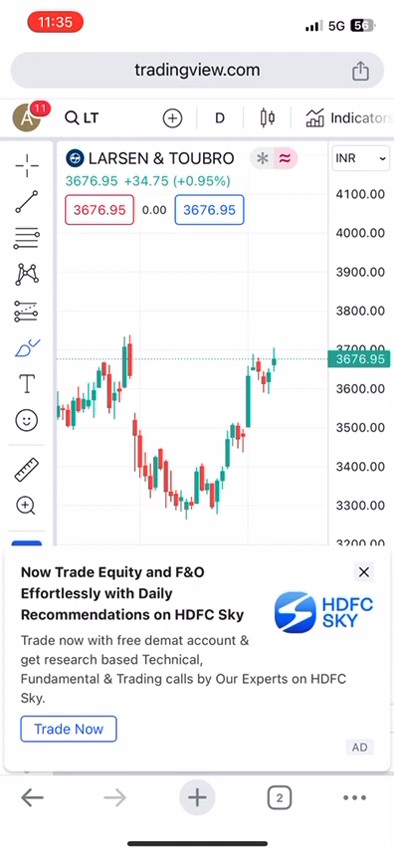 11:35
5G 56
tradingview.com
A 11 LT D Indicator
LARSEN & TOUBRO
INR
3676.95 +34.75 (+0.95%)
3676.95 0.00 3676.95
4100.00
4000.00
3900.00
3800.00
3700.00
3676.95
3600.00
3500.00
3400.00
3300.00
3200.00
T
Now Trade Equity and F&O
Effortlessly with Daily
Recommendations on HDFC Sky
HDFC
SKY
Trade now with free demat account &
get research based Technical,
Fundamental & Trading calls by Our Experts on HDFC
Sky.
Trade Now
AD
2